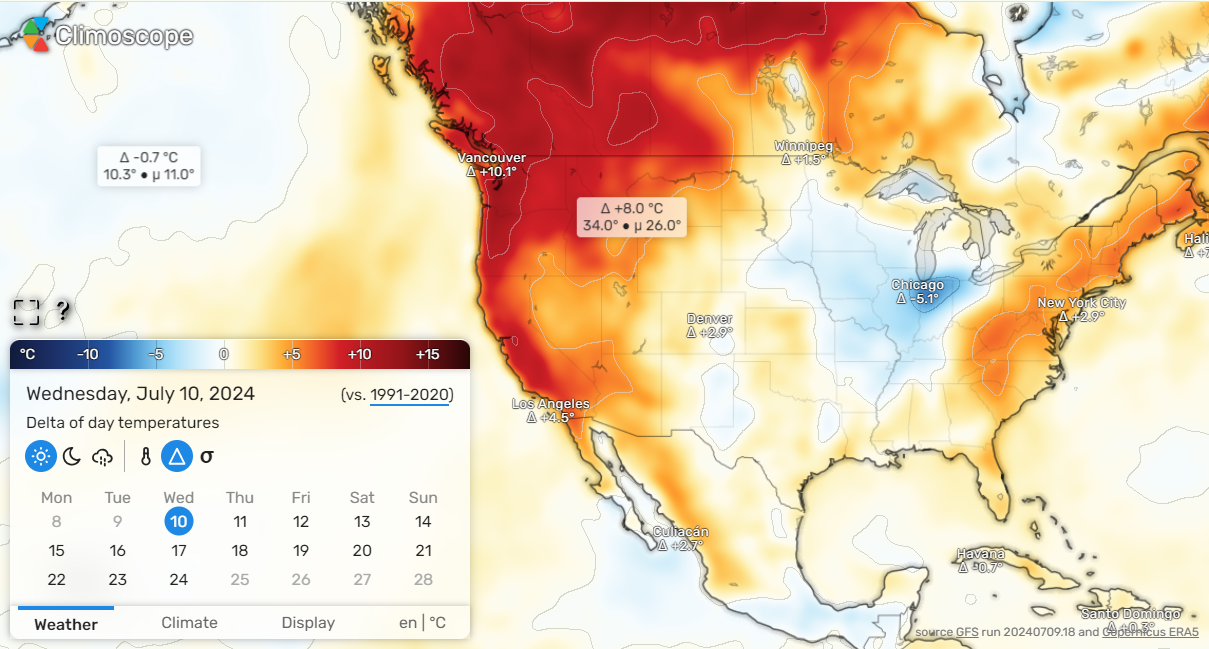 Climoscope
Δ -0.7 °C
10.3° ● μ 11.0°
Vancouver
Δ +10.1°
Winnipeg
Δ +1.5°
Δ +8.0 °C
34.0° ● μ 26.0°
Chicago
Δ -5.1°
New York City
Δ +2.9°
Hali
Δ +7
Denver
Δ +2.9°
Los Angeles
Δ +4.5°
Culiacán
Δ +2.7°
Havana
Δ -0.7°
Santo Domingo
Δ +0.3°
?
°C -10 -5 0 +5 +10 +15
Wednesday, July 10, 2024 (vs. 1991-2020)
Delta of day temperatures
Δ σ
Mon Tue Wed Thu Fri Sat Sun
8 9 10 11 12 13 14
15 16 17 18 19 20 21
22 23 24 25 26 27 28
Weather Climate Display en | °C
source GFS run 20240709.18 and Copernicus ERA5